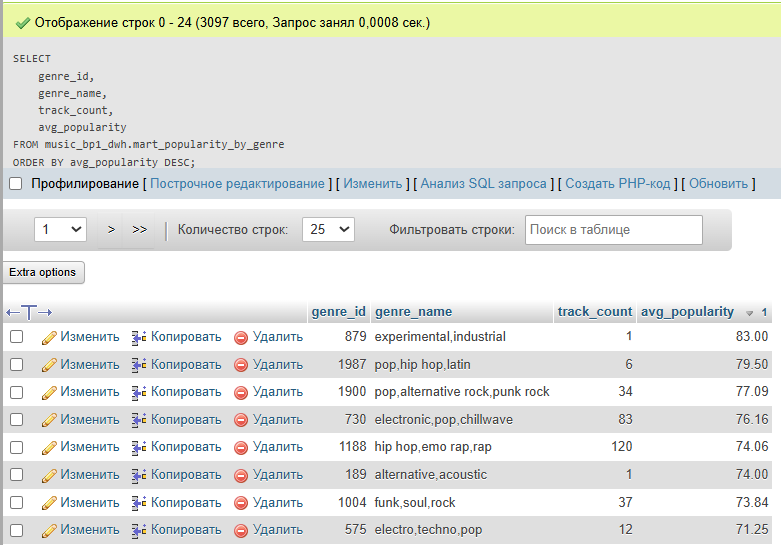 Отображение строк 0 - 24 (3097 всего, Запрос занял 0,0008 сек.)
SELECT
genre_id,
genre_name,
track_count,
avg_popularity
FROM music_bp1_dwh.mart_popularity_by_genre
ORDER BY avg_popularity DESC;
Профилирование [ Построчное редактирование ] [ Изменить ] [ Анализ SQL запроса ] [ Создать PHP-код ] [ Обновить ]
1 > >> Количество строк: 25 Фильтровать строки: Поиск в таблице
Extra options
genre_id genre_name track_count avg_popularity 1
Изменить Копировать Удалить 879 experimental,industrial 1 83.00
Изменить Копировать Удалить 1987 pop,hip hop,latin 6 79.50
Изменить Копировать Удалить 1900 pop,alternative rock,punk rock 34 77.09
Изменить Копировать Удалить 730 electronic,pop,chillwave 83 76.16
Изменить Копировать Удалить 1188 hip hop,emo rap,rap 120 74.06
Изменить Копировать Удалить 189 alternative,acoustic 1 74.00
Изменить Копировать Удалить 1004 funk,soul,rock 37 73.84
Изменить Копировать Удалить 575 electro,techno,pop 12 71.25